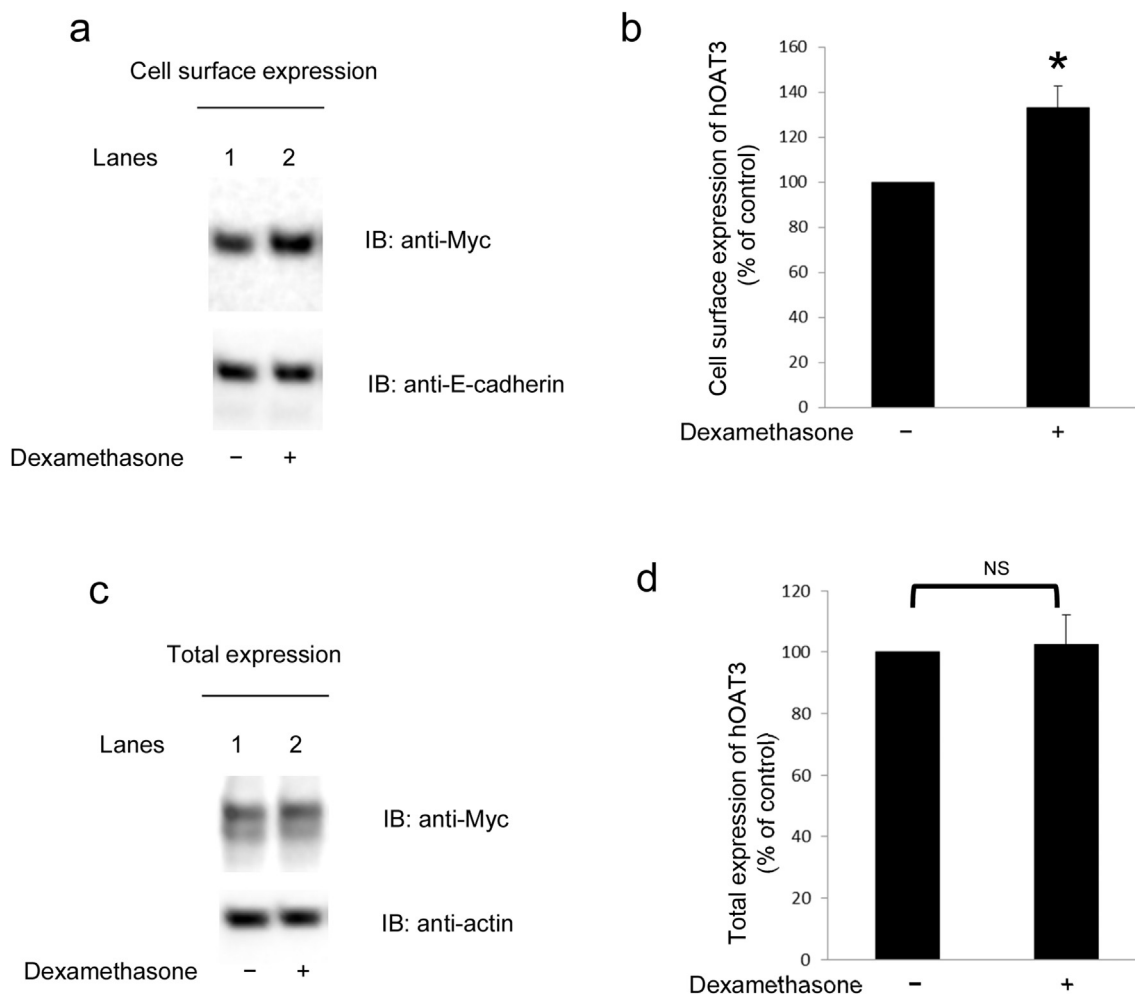 a
Cell surface expression
Lanes 1 2
IB: anti-Myc
IB: anti-E-cadherin
Dexamethasone − +
b
Cell surface expression of hOAT3
(% of control)
160
140
120
100
80
60
40
20
0
*
Dexamethasone − +
c
Total expression
Lanes 1 2
IB: anti-Myc
IB: anti-actin
Dexamethasone − +
d
NS
Total expression of hOAT3
(% of control)
120
100
80
60
40
20
0
Dexamethasone − +